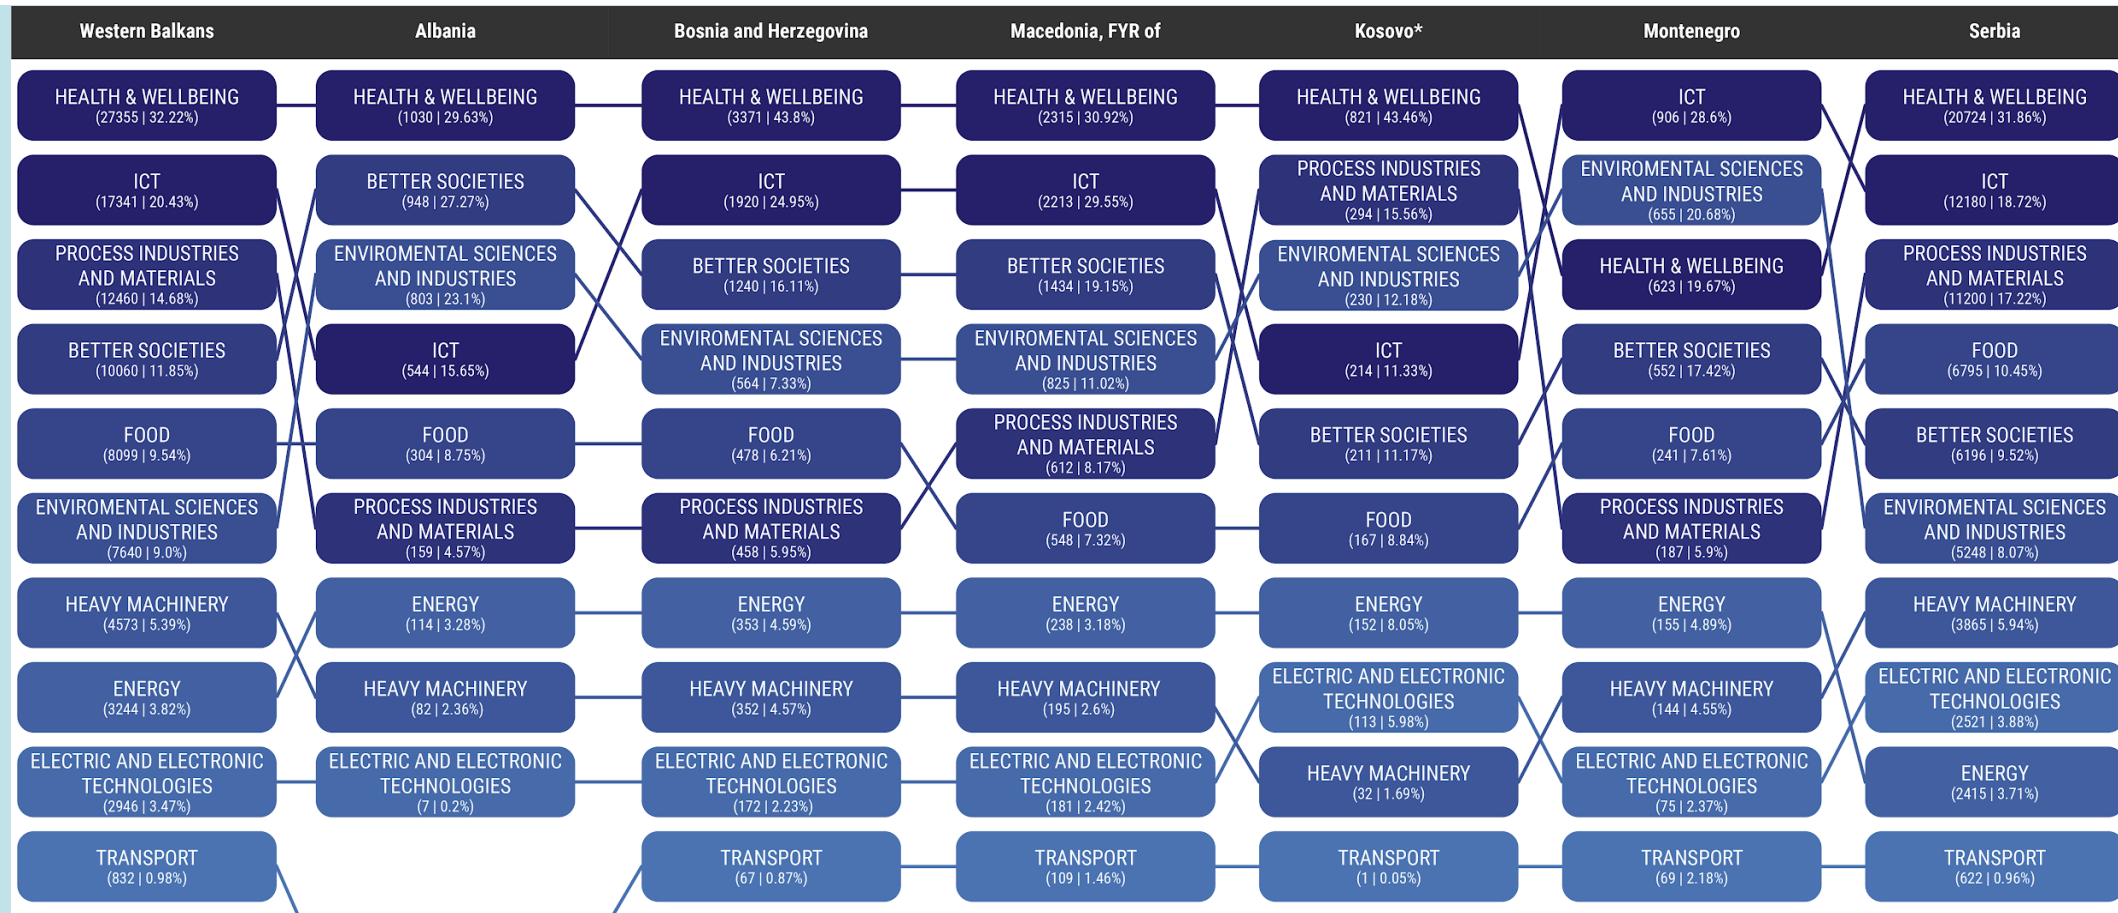 Western Balkans
Albania
Bosnia and Herzegovina
Macedonia, FYR of
Kosovo*
Montenegro
Serbia
HEALTH & WELLBEING
(27355 | 32.22%)
ICT
(17341 | 20.43%)
PROCESS INDUSTRIES
AND MATERIALS
(12460 | 14.68%)
BETTER SOCIETIES
(10060 | 11.85%)
FOOD
(8099 | 9.54%)
ENVIROMENTAL SCIENCES
AND INDUSTRIES
(7640 | 9.0%)
HEAVY MACHINERY
(4573 | 5.39%)
ENERGY
(3244 | 3.82%)
ELECTRIC AND ELECTRONIC
TECHNOLOGIES
(2946 | 3.47%)
TRANSPORT
(832 | 0.98%)
HEALTH & WELLBEING
(1030 | 29.63%)
BETTER SOCIETIES
(948 | 27.27%)
ENVIROMENTAL SCIENCES
AND INDUSTRIES
(803 | 23.1%)
ICT
(544 | 15.65%)
FOOD
(304 | 8.75%)
PROCESS INDUSTRIES
AND MATERIALS
(159 | 4.57%)
ENERGY
(114 | 3.28%)
HEAVY MACHINERY
(82 | 2.36%)
ELECTRIC AND ELECTRONIC
TECHNOLOGIES
(7 | 0.2%)
HEALTH & WELLBEING
(3371 | 43.8%)
ICT
(1920 | 24.95%)
BETTER SOCIETIES
(1240 | 16.11%)
ENVIROMENTAL SCIENCES
AND INDUSTRIES
(564 | 7.33%)
FOOD
(478 | 6.21%)
PROCESS INDUSTRIES
AND MATERIALS
(458 | 5.95%)
ENERGY
(353 | 4.59%)
HEAVY MACHINERY
(352 | 4.57%)
ELECTRIC AND ELECTRONIC
TECHNOLOGIES
(172 | 2.23%)
TRANSPORT
(67 | 0.87%)
HEALTH & WELLBEING
(2315 | 30.92%)
ICT
(2213 | 29.55%)
BETTER SOCIETIES
(1434 | 19.15%)
ENVIROMENTAL SCIENCES
AND INDUSTRIES
(825 | 11.02%)
PROCESS INDUSTRIES
AND MATERIALS
(612 | 8.17%)
FOOD
(548 | 7.32%)
ENERGY
(238 | 3.18%)
HEAVY MACHINERY
(195 | 2.6%)
ELECTRIC AND ELECTRONIC
TECHNOLOGIES
(181 | 2.42%)
TRANSPORT
(109 | 1.46%)
HEALTH & WELLBEING
(821 | 43.46%)
PROCESS INDUSTRIES
AND MATERIALS
(294 | 15.56%)
ENVIROMENTAL SCIENCES
AND INDUSTRIES
(230 | 12.18%)
ICT
(214 | 11.33%)
BETTER SOCIETIES
(211 | 11.17%)
FOOD
(167 | 8.84%)
ENERGY
(152 | 8.05%)
ELECTRIC AND ELECTRONIC
TECHNOLOGIES
(113 | 5.98%)
HEAVY MACHINERY
(32 | 1.69%)
TRANSPORT
(1 | 0.05%)
ICT
(906 | 28.6%)
ENVIROMENTAL SCIENCES
AND INDUSTRIES
(655 | 20.68%)
HEALTH & WELLBEING
(623 | 19.67%)
BETTER SOCIETIES
(552 | 17.42%)
FOOD
(241 | 7.61%)
PROCESS INDUSTRIES
AND MATERIALS
(187 | 5.9%)
ENERGY
(155 | 4.89%)
HEAVY MACHINERY
(144 | 4.55%)
ELECTRIC AND ELECTRONIC
TECHNOLOGIES
(75 | 2.37%)
TRANSPORT
(69 | 2.18%)
HEALTH & WELLBEING
(20724 | 31.86%)
ICT
(12180 | 18.72%)
PROCESS INDUSTRIES
AND MATERIALS
(11200 | 17.22%)
FOOD
(6795 | 10.45%)
BETTER SOCIETIES
(6196 | 9.52%)
ENVIROMENTAL SCIENCES
AND INDUSTRIES
(5248 | 8.07%)
HEAVY MACHINERY
(3865 | 5.94%)
ELECTRIC AND ELECTRONIC
TECHNOLOGIES
(2521 | 3.88%)
ENERGY
(2415 | 3.71%)
TRANSPORT
(622 | 0.96%)